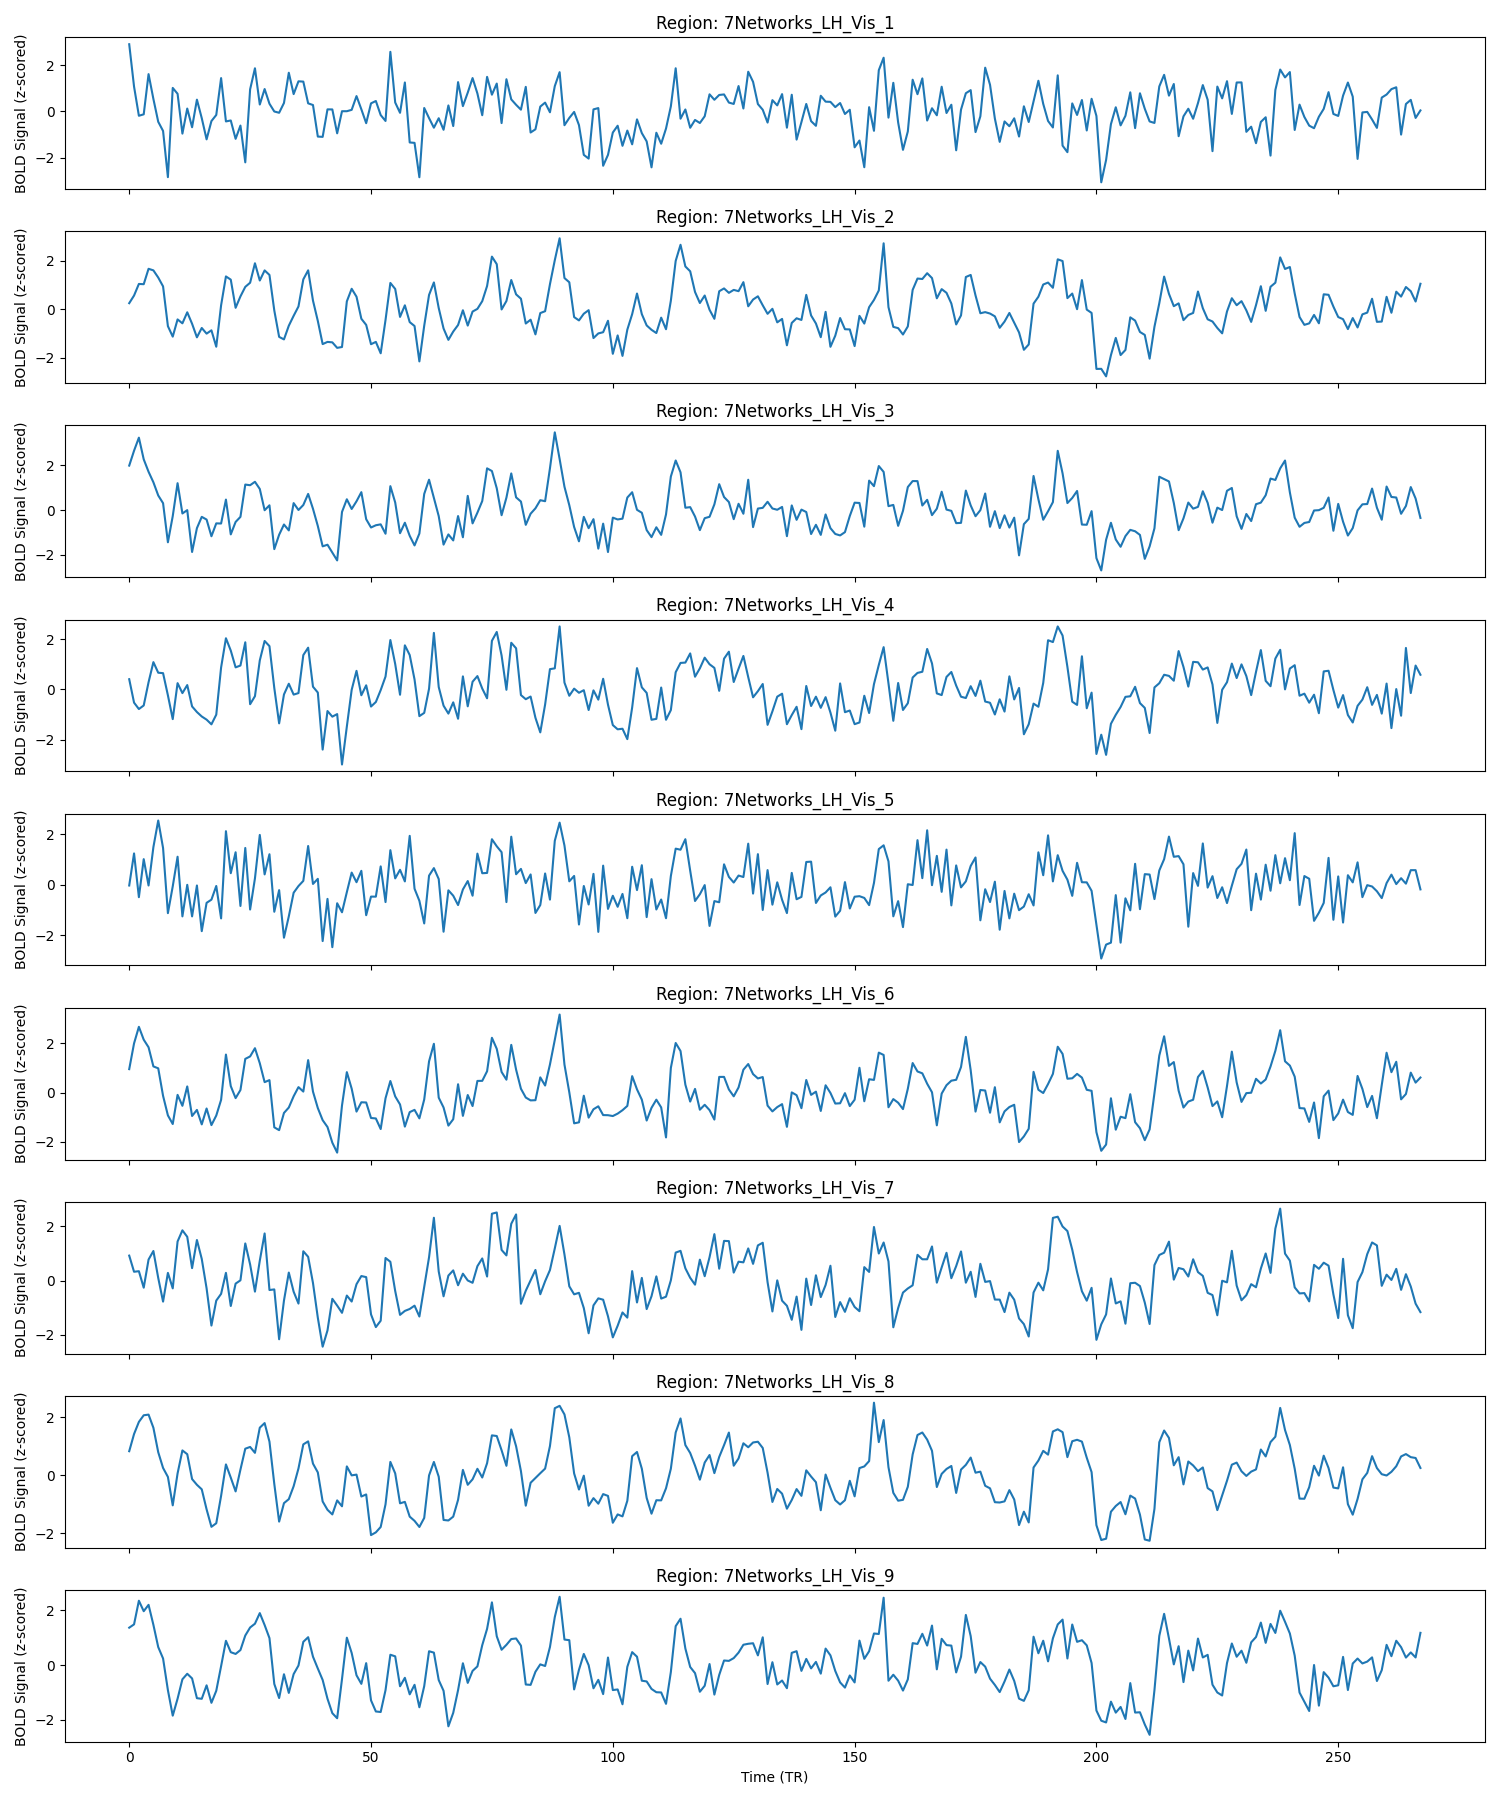 Region: 7Networks_LH_Vis_1
BOLD Signal (z-scored)
2
0
−2
Region: 7Networks_LH_Vis_2
BOLD Signal (z-scored)
2
0
−2
Region: 7Networks_LH_Vis_3
BOLD Signal (z-scored)
2
0
−2
Region: 7Networks_LH_Vis_4
BOLD Signal (z-scored)
2
0
−2
Region: 7Networks_LH_Vis_5
BOLD Signal (z-scored)
2
0
−2
Region: 7Networks_LH_Vis_6
BOLD Signal (z-scored)
2
0
−2
Region: 7Networks_LH_Vis_7
BOLD Signal (z-scored)
2
0
−2
Region: 7Networks_LH_Vis_8
BOLD Signal (z-scored)
2
0
−2
Region: 7Networks_LH_Vis_9
BOLD Signal (z-scored)
2
0
−2
0 50 100 150 200 250
Time (TR)